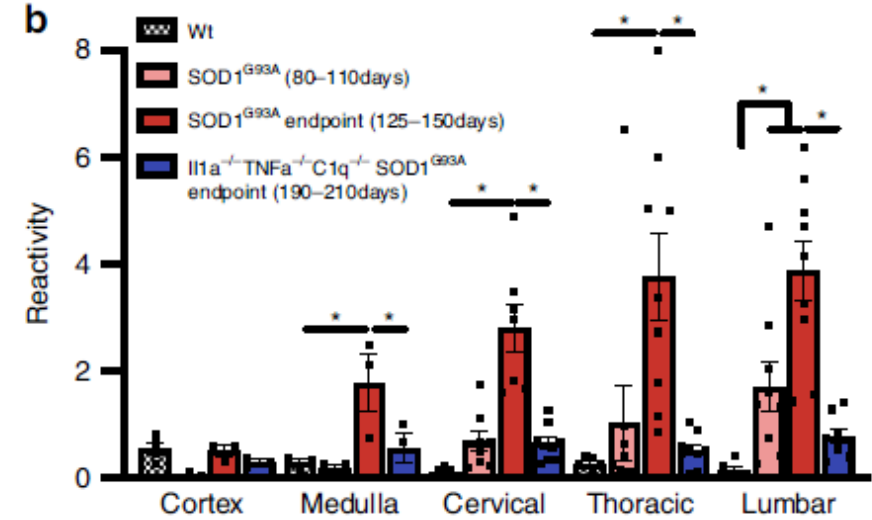 b
Wt
SOD1G93A (80–110days)
SOD1G93A endpoint (125–150days)
Il1a–/–TNFa–/–C1q–/– SOD1G93A
endpoint (190–210days)
Reactivity
8
6
4
2
0
* *
* *
* *
* *
* *
Cortex Medulla Cervical Thoracic Lumbar